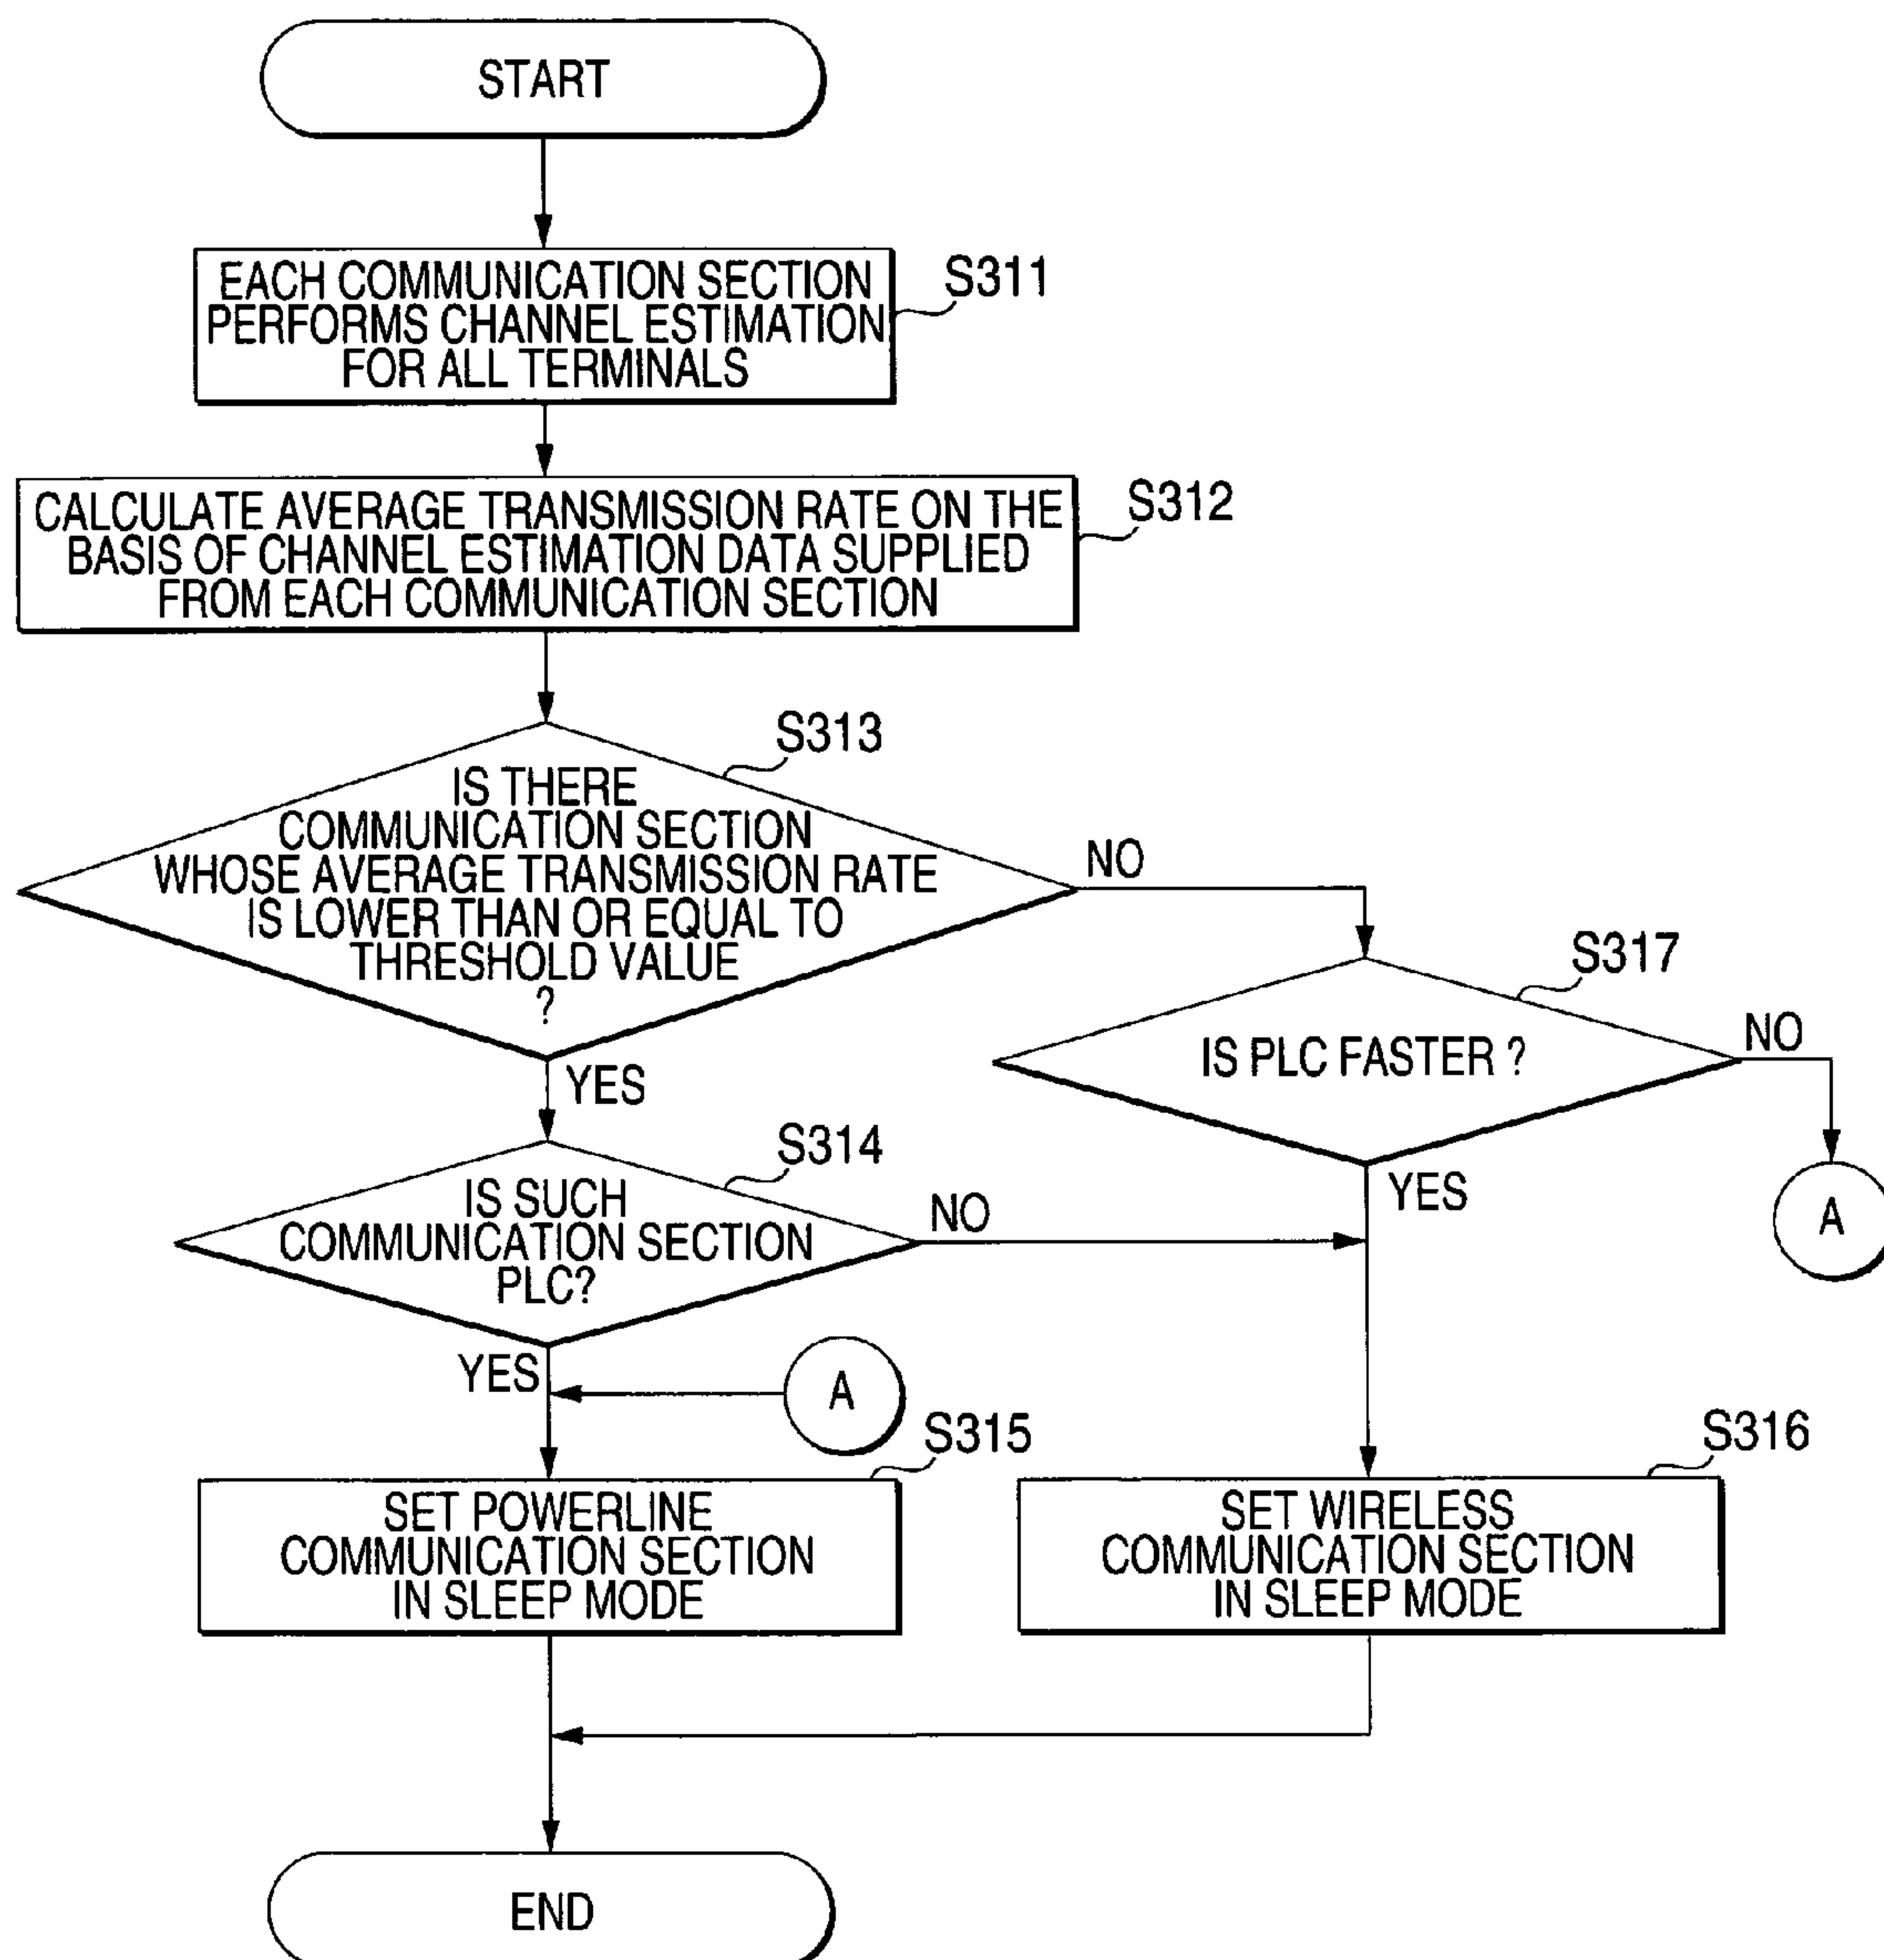 START
EACH COMMUNICATION SECTION
PERFORMS CHANNEL ESTIMATION
FOR ALL TERMINALS
S311
CALCULATE AVERAGE TRANSMISSION RATE ON THE
BASIS OF CHANNEL ESTIMATION DATA SUPPLIED
FROM EACH COMMUNICATION SECTION
S312
S313
IS THERE
COMMUNICATION SECTION
WHOSE AVERAGE TRANSMISSION RATE
IS LOWER THAN OR EQUAL TO
THRESHOLD VALUE
?
NO
YES
S317
IS PLC FASTER ?
NO
YES
A
S314
IS SUCH
COMMUNICATION SECTION
PLC?
NO
YES
A
S315
SET POWERLINE
COMMUNICATION SECTION
IN SLEEP MODE
S316
SET WIRELESS
COMMUNICATION SECTION
IN SLEEP MODE
END